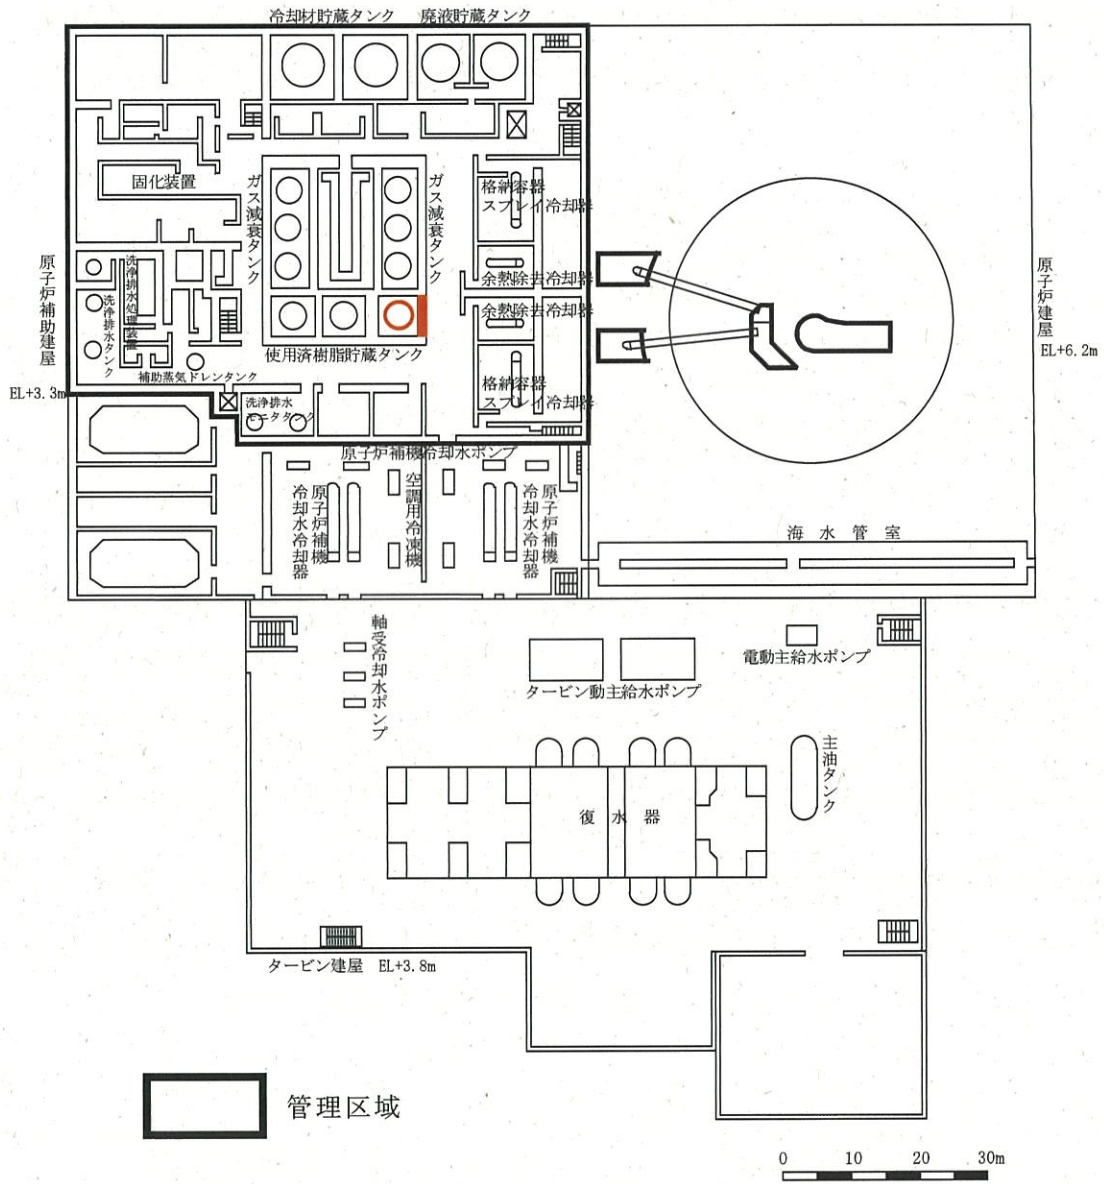 冷却材貯蔵タンク
廃液貯蔵タンク
固化装置
ガス減衰タンク
ガス減衰タンク
格納容器
スプレイ冷却器
余熱除去冷却器
余熱除去冷却器
格納容器
スプレイ冷却器
原子炉補助建屋
EL+3.3m
洗浄排水処理装置
洗浄排水タンク
使用済樹脂貯蔵タンク
補助蒸気ドレンタンク
洗浄排水
モニタタンク
原子炉建屋
EL+6.2m
原子炉補機冷却水ポンプ
原子炉補機
冷却水冷却器
空調用冷凍機
原子炉補機
冷却水冷却器
海水管室
軸受冷却水ポンプ
タービン動主給水ポンプ
電動主給水ポンプ
主油タンク
復水器
タービン建屋 EL+3.8m
管理区域
0 10 20 30m